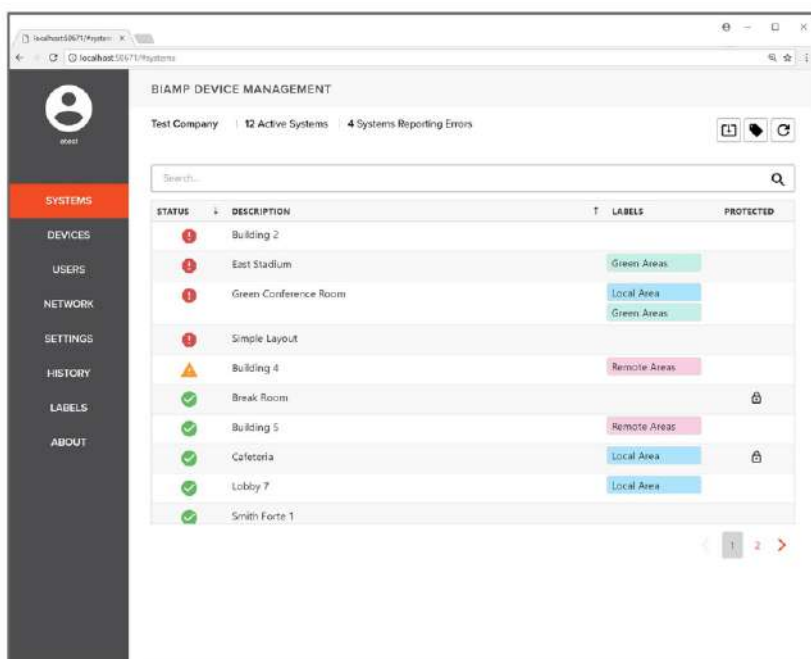 localhost:50671/#system
localhost:50671/#systems
BIAMP DEVICE MANAGEMENT
Test Company | 12 Active Systems | 4 Systems Reporting Errors
atest
Search...
SYSTEMS
DEVICES
USERS
NETWORK
SETTINGS
HISTORY
LABELS
ABOUT
STATUS ↓ DESCRIPTION ↑ LABELS PROTECTED
Building 2
East Stadium Green Areas
Green Conference Room Local Area
Green Areas
Simple Layout
Building 4 Remote Areas
Break Room
Building 5 Remote Areas
Cafeteria Local Area
Lobby 7 Local Area
Smith Forte 1
1 2